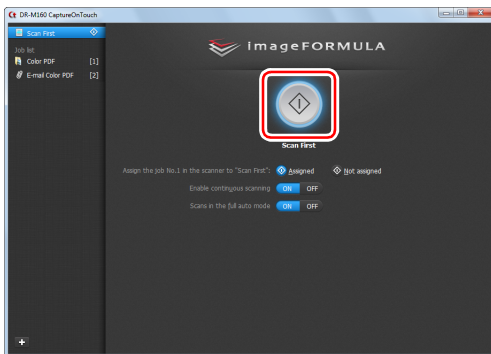 DR-M160 CaptureOnTouch
Scan First
Job list
Color PDF [1]
E-mail Color PDF [2]
imageFORMULA
Scan First
Assign the job No.1 in the scanner to "Scan First": Assigned Not assigned
Enable continuous scanning ON OFF
Scans in the full auto mode ON OFF